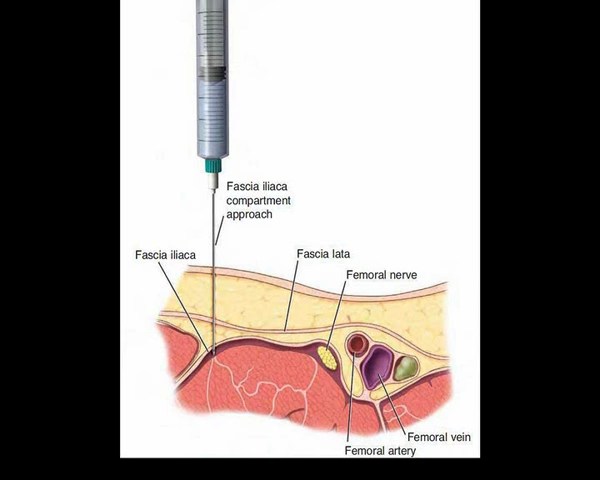 Fascia iliaca
compartment
approach
Fascia iliaca
Fascia lata
Femoral nerve
Femoral vein
Femoral artery